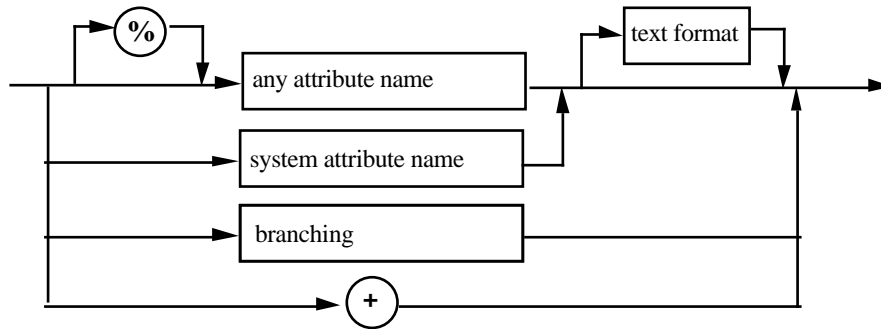 %
text format
any attribute name
system attribute name
branching
+